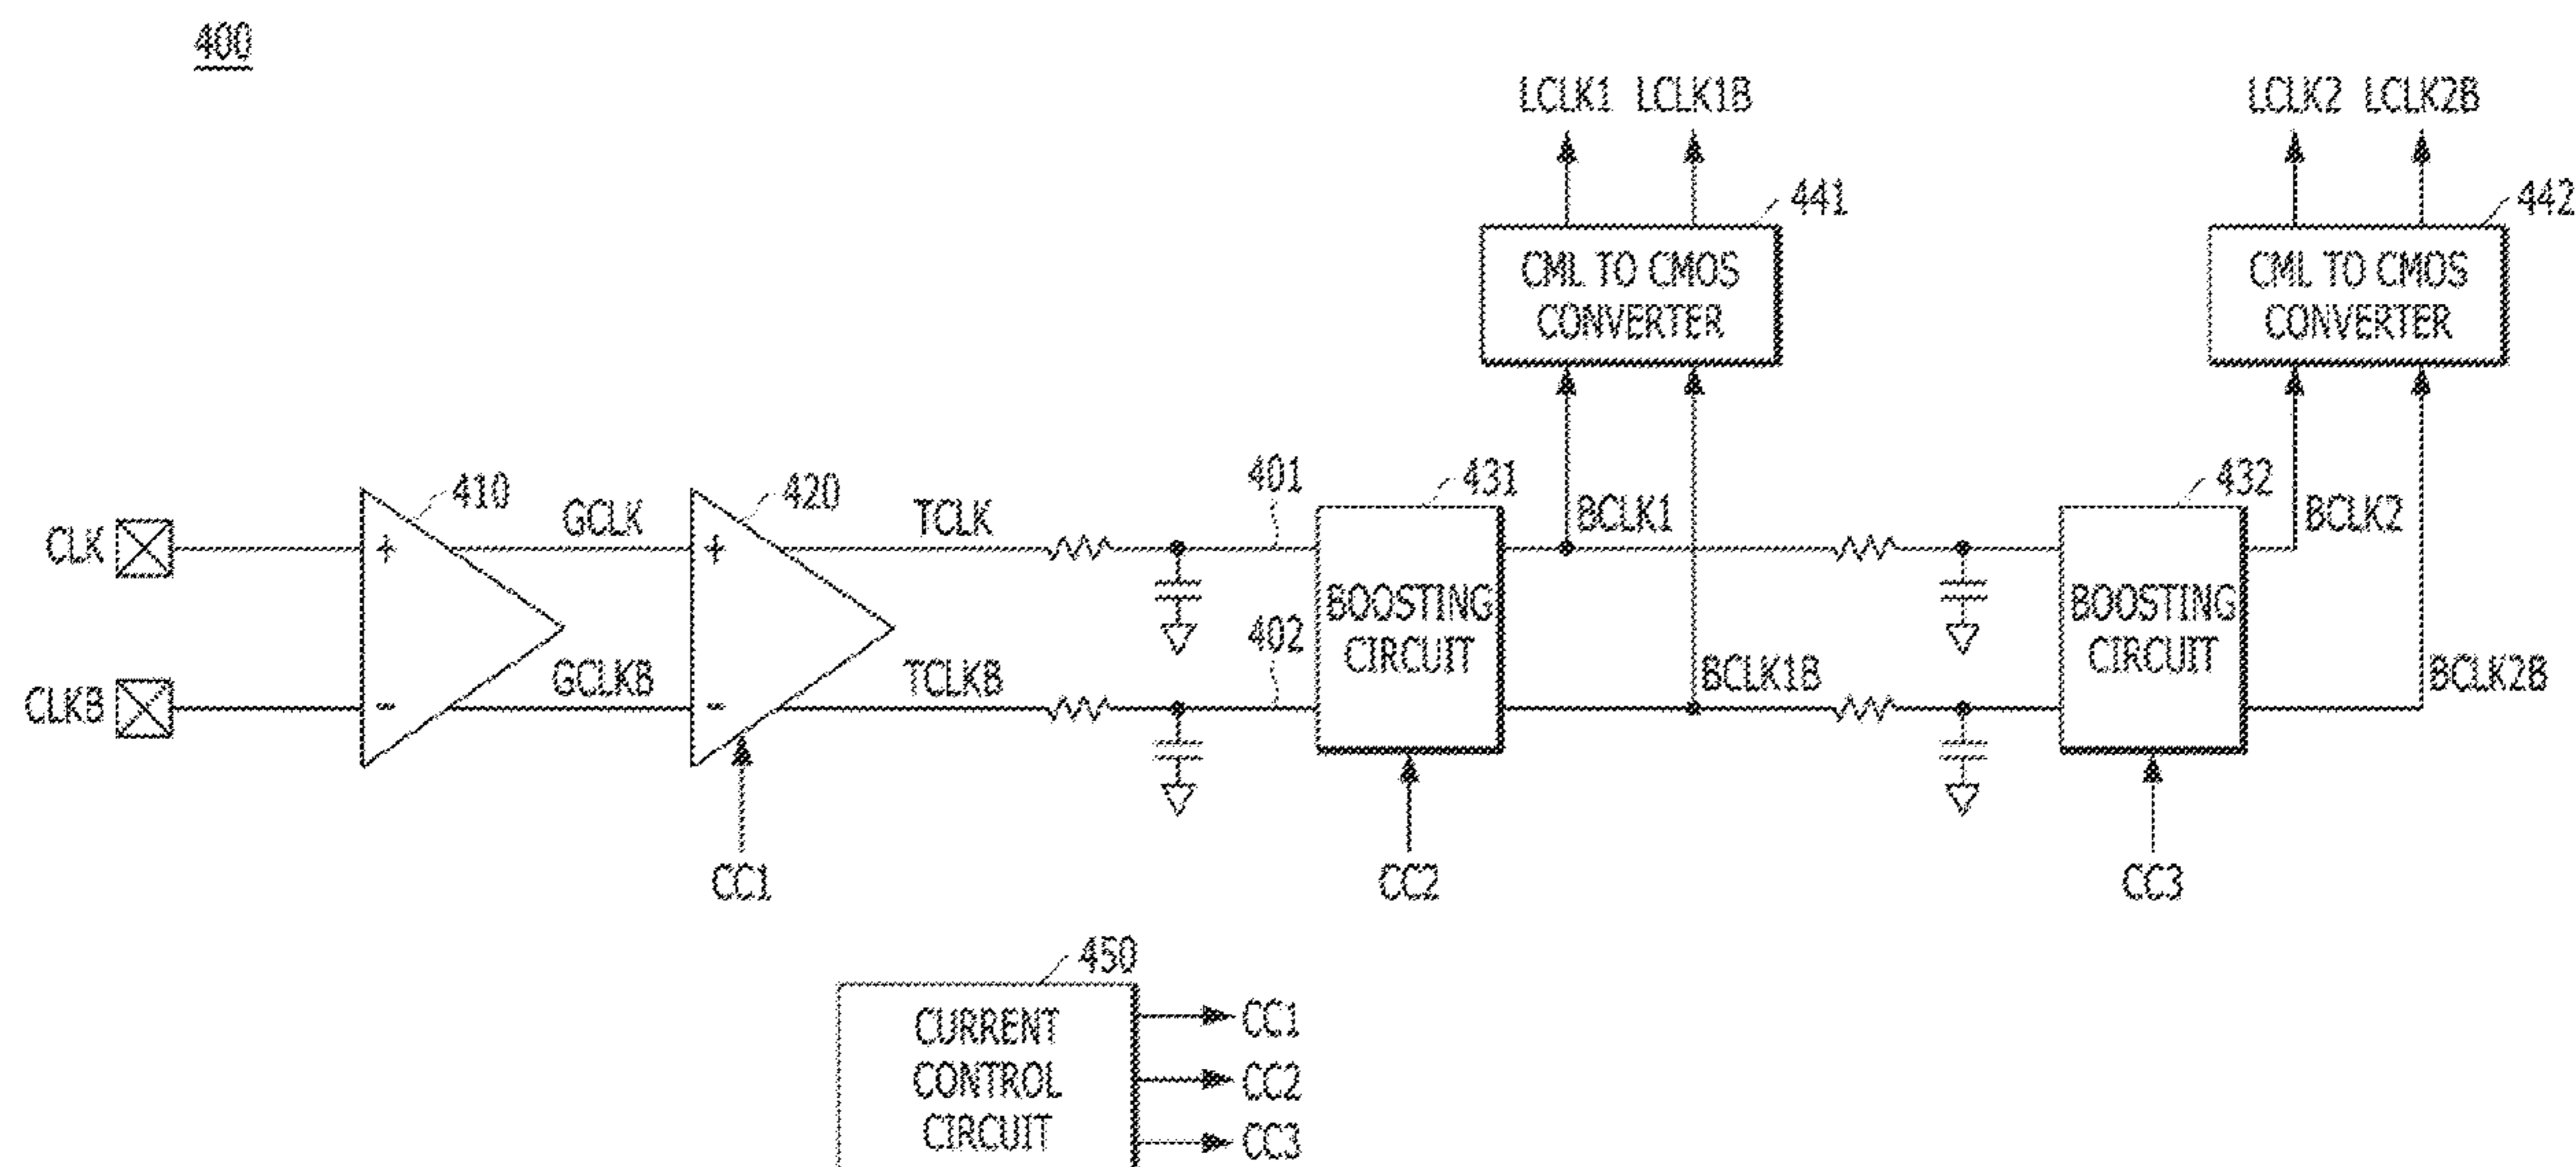 400
LCLK1 LCLK1B
LCLK2 LCLK2B
441
442
CML TO CMOS
CONVERTER
CML TO CMOS
CONVERTER
CLK
CLKB
410
GCLK
GCLKB
+
-
420
TCLK
TCLKB
+
-
401
402
431
BOOSTING
CIRCUIT
BCLK1
BCLK1B
432
BOOSTING
CIRCUIT
BCLK2
BCLK2B
CC1
CC2
CC3
450
CURRENT
CONTROL
CIRCUIT
CC1
CC2
CC3